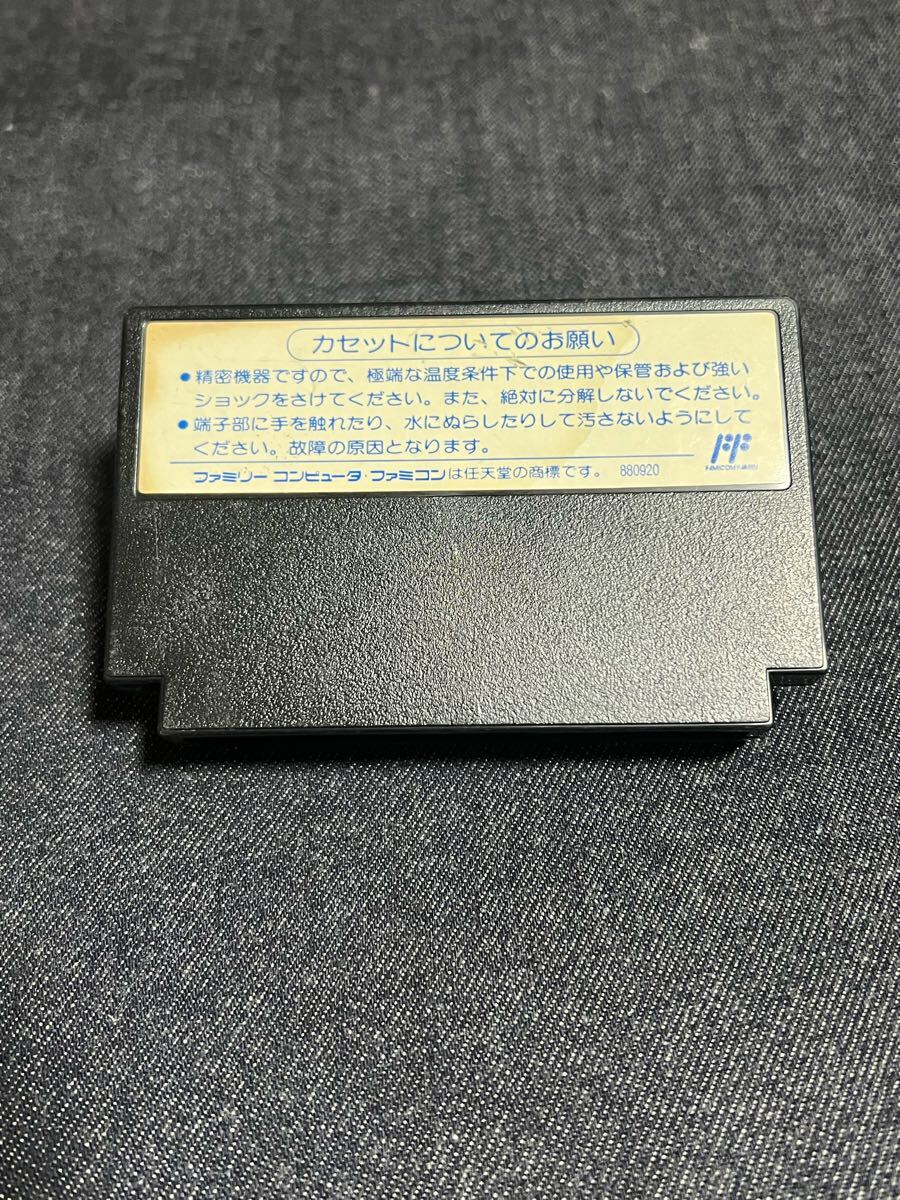 カセットについてのお願い
●精密機器ですので、極端な温度条件下での使用や保管および強い
ショックをさけてください。また、絶対に分解しないでください。
●端子部に手を触れたり、水にぬらしたりして汚さないようにして
ください。故障の原因となります。
FAMICOM FAMILY
ファミリー コンピュータ・ファミコンは任天堂の商標です。 880920